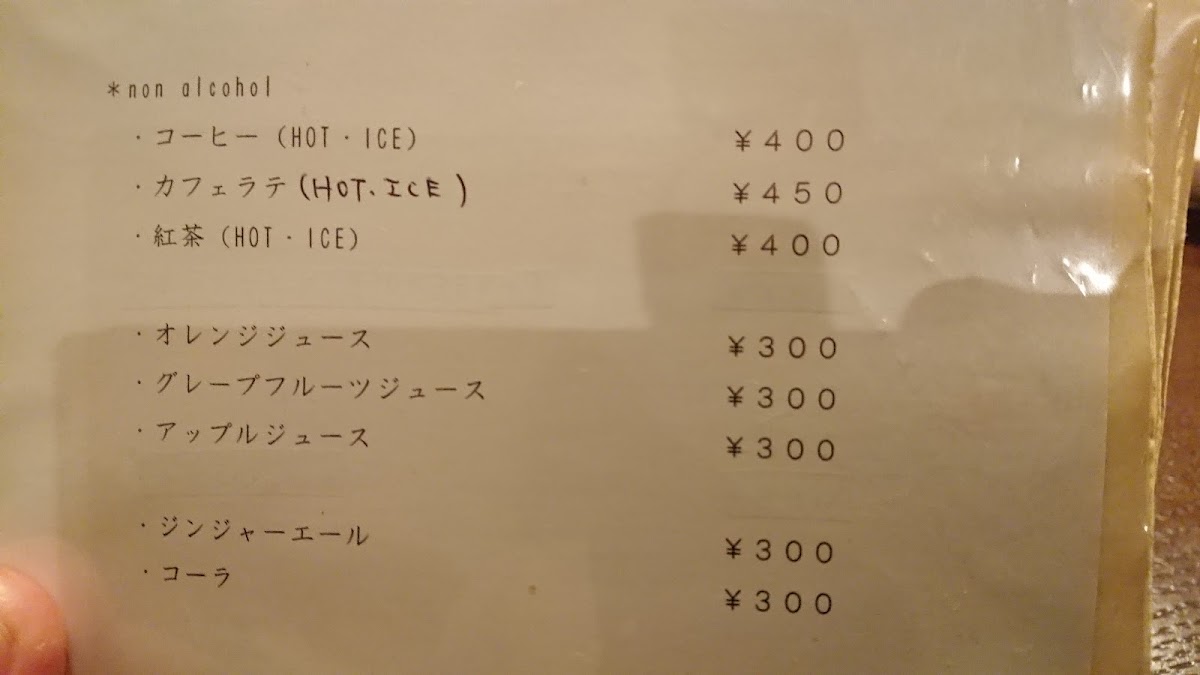 *non alcohol
・コーヒー (HOT・ICE) ¥400
・カフェラテ (HOT. ICE) ¥450
・紅茶 (HOT・ICE) ¥400
・オレンジジュース ¥300
・グレープフルーツジュース ¥300
・アップルジュース ¥300
・ジンジャーエール ¥300
・コーラ ¥300